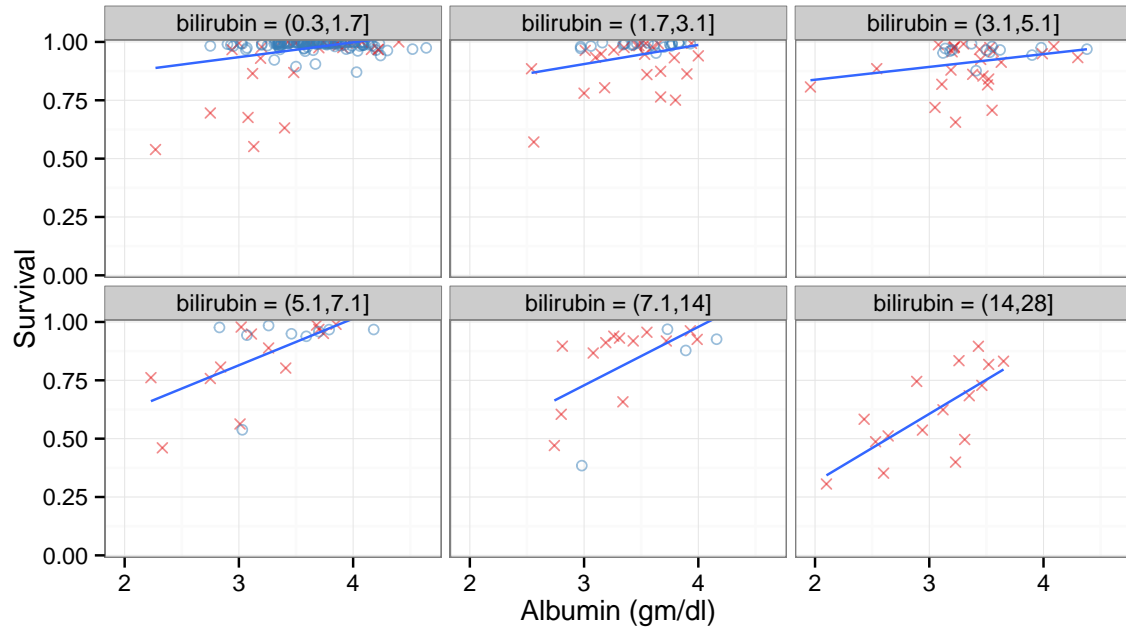 bilirubin = (0.3,1.7] bilirubin = (1.7,3.1] bilirubin = (3.1,5.1]
1.00
0.75
0.50
0.25
0.00
bilirubin = (5.1,7.1] bilirubin = (7.1,14] bilirubin = (14,28]
1.00
0.75
0.50
0.25
0.00
Survival
2 3 4 2 3 4 2 3 4
Albumin (gm/dl)